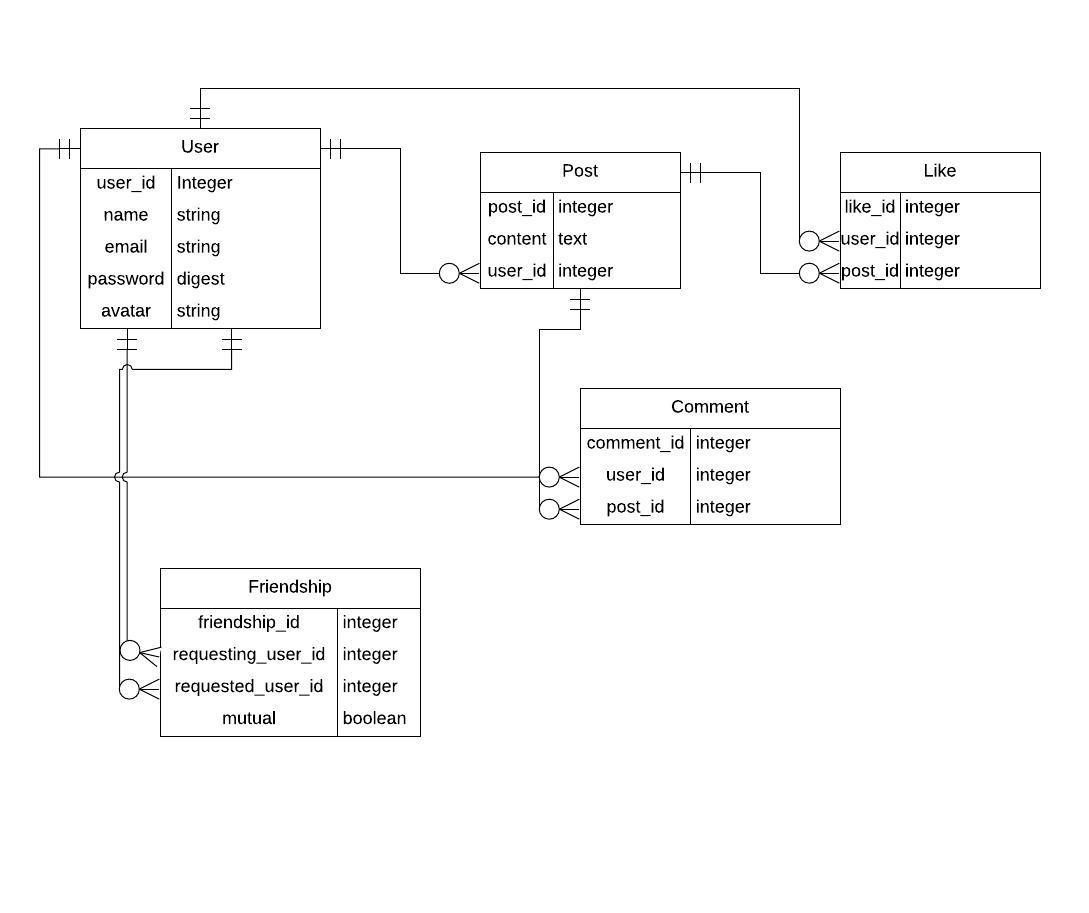 User
user_id Integer
name string
email string
password digest
avatar string
Post
post_id integer
content text
user_id integer
Like
like_id integer
user_id integer
post_id integer
Comment
comment_id integer
user_id integer
post_id integer
Friendship
friendship_id integer
requesting_user_id integer
requested_user_id integer
mutual boolean